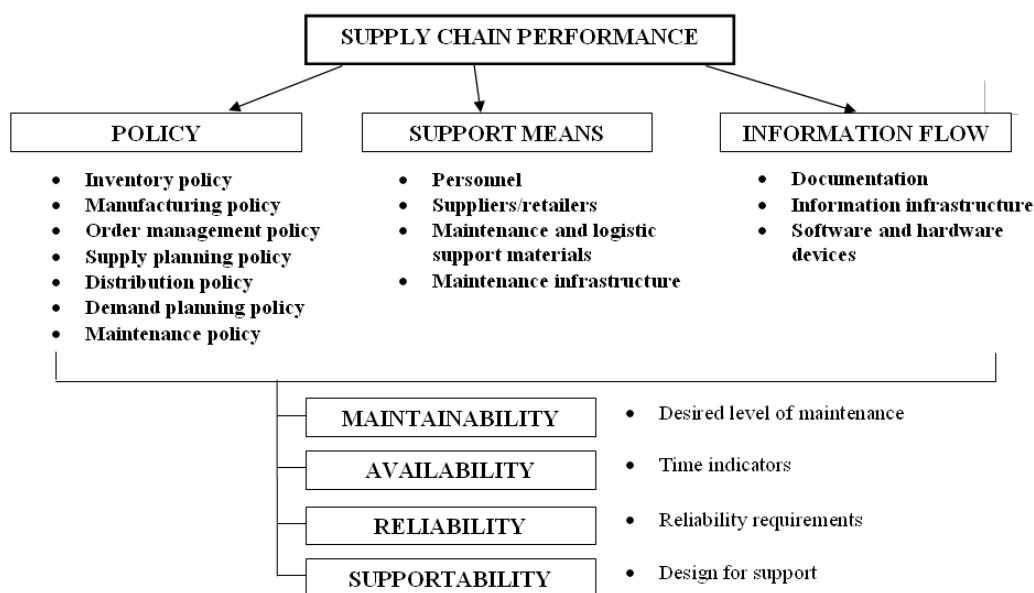 SUPPLY CHAIN PERFORMANCE
POLICY
• Inventory policy
• Manufacturing policy
• Order management policy
• Supply planning policy
• Distribution policy
• Demand planning policy
• Maintenance policy
SUPPORT MEANS
• Personnel
• Suppliers/retailers
• Maintenance and logistic
support materials
• Maintenance infrastructure
INFORMATION FLOW
• Documentation
• Information infrastructure
• Software and hardware
devices
MAINTAINABILITY
• Desired level of maintenance
AVAILABILITY
• Time indicators
RELIABILITY
• Reliability requirements
SUPPORTABILITY
• Design for support